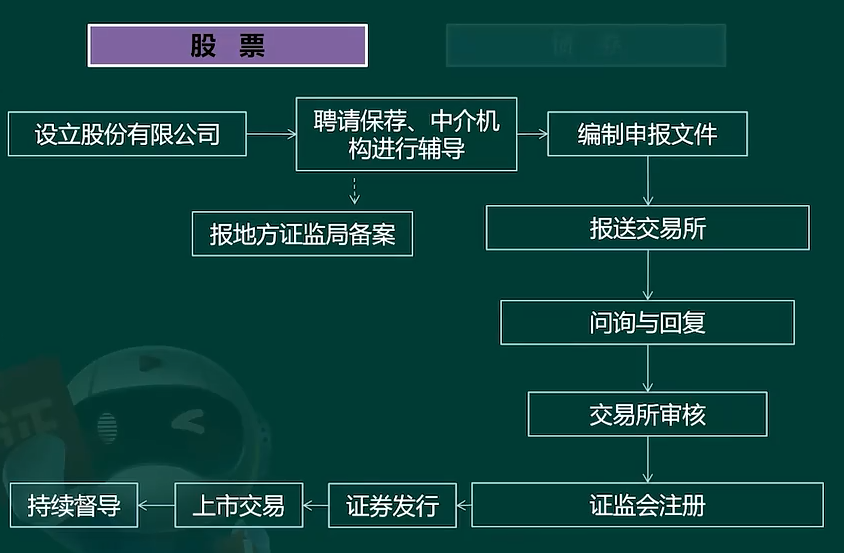 股 票
设立股份有限公司
聘请保荐、中介机
构进行辅导
编制申报文件
报地方证监局备案
报送交易所
问询与回复
交易所审核
持续督导
上市交易
证券发行
证监会注册